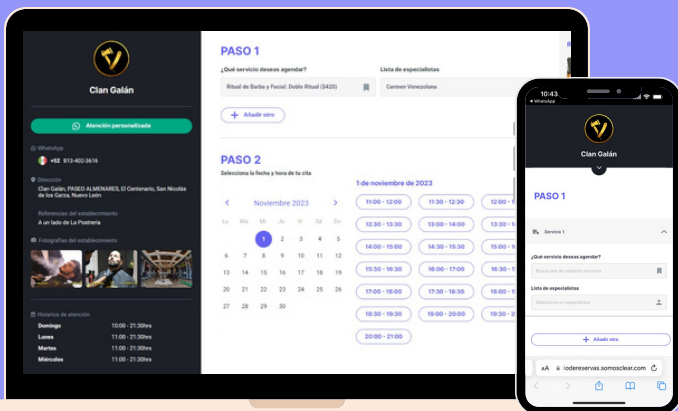 Clan Galán
Atención personalizada
WhatsApp
+52 813-402-3616
Dirección
Clan Galán, PASEO ALMENARES, El Centenario, San Nicolás
de los Garza, Nuevo León
Referencias del establecimiento
A un lado de La Postrería
Fotografías del establecimiento
Horarios de atención
Domingo 10:00 - 21:30hrs
Lunes 11:00 - 21:30hrs
Martes 11:00 - 21:30hrs
Miércoles 11:00 - 21:30hrs
PASO 1
¿Qué servicio deseas agendar?
Ritual de Barba y Facial: Doble Ritual ($420)
Lista de especialistas
Carmen Venezolana
+ Añadir otro
PASO 2
Selecciona la fecha y hora de tu cita
< Noviembre 2023 >
Lu Ma Mi Ju Vi Sa Do
1 2 3 4 5
6 7 8 9 10 11 12
13 14 15 16 17 18 19
20 21 22 23 24 25 26
27 28 29 30
1 de noviembre de 2023
11:00 - 12:00 11:30 - 12:30 12:00 -
12:30 - 13:30 13:00 - 14:00 13:30 -
14:00 - 15:00 14:30 - 15:30 15:00 -
15:30 - 16:30 16:00 - 17:00 16:30 -
17:00 - 18:00 17:30 - 18:30 18:00 -
18:30 - 19:30 19:00 - 20:00 19:30 -
20:00 - 21:00
10:43
WhatsApp
Clan Galán
PASO 1
Servicio 1
¿Qué servicio deseas agendar?
Busca uno de nuestros servicios
Lista de especialistas
Selecciona un especialista
+ Añadir otro
AA iodereservas.somosclear.com